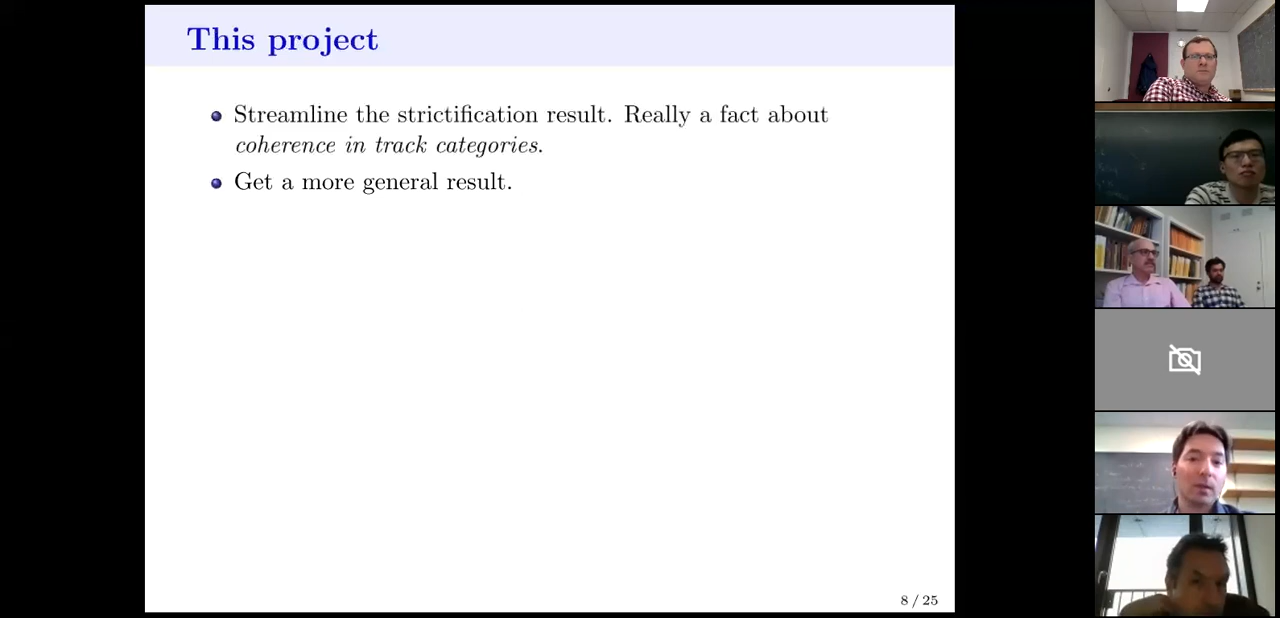 This project
Streamline the strictification result. Really a fact about
coherence in track categories.
Get a more general result.
8 / 25